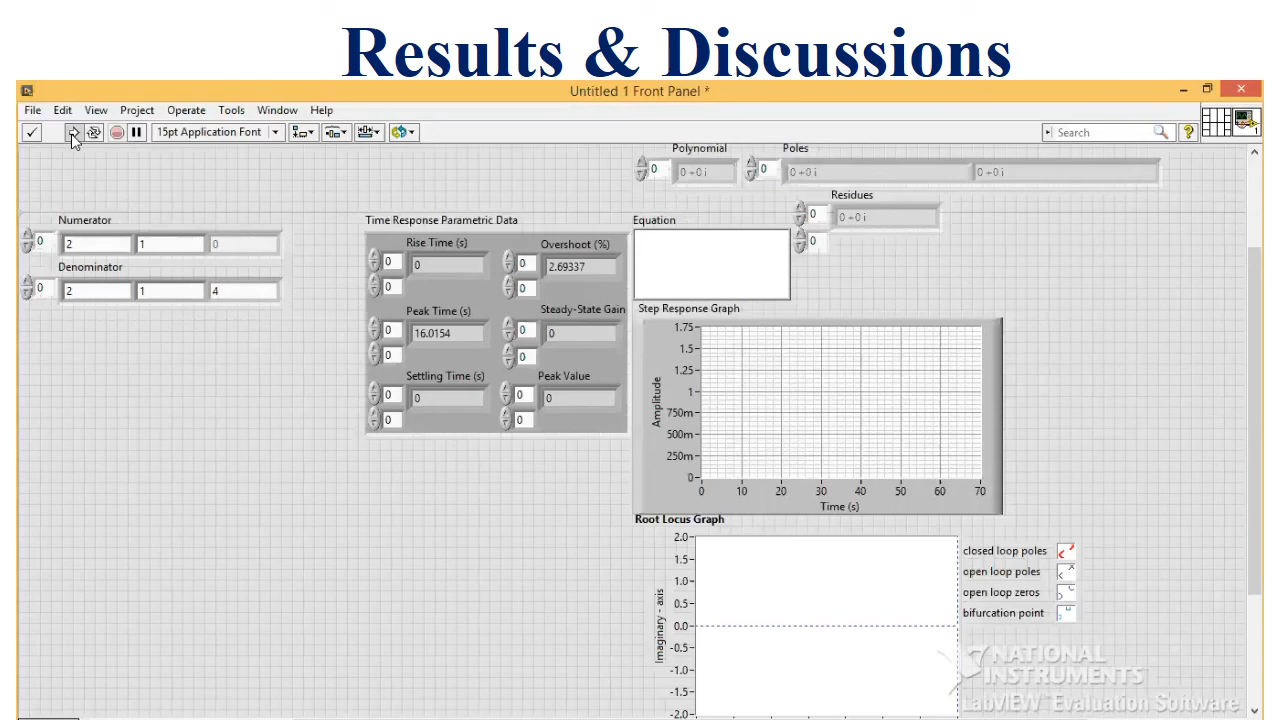 Results & Discussions
Untitled 1 Front Panel *
File Edit View Project Operate Tools Window Help
15pt Application Font
Search
?
1
Polynomial
0
0 +0 i
Poles
0
0 +0 i
0 +0 i
Residues
0
0 +0 i
0
Numerator
0
2
1
0
Denominator
0
2
1
4
Time Response Parametric Data
Rise Time (s)
0
0
0
Overshoot (%)
0
2.69337
0
Peak Time (s)
0
16.0154
0
Steady-State Gain
0
0
0
Settling Time (s)
0
0
0
Peak Value
0
0
0
Equation
Step Response Graph
Amplitude
1.75
1.5
1.25
1
750m
500m
250m
0
0 10 20 30 40 50 60 70
Time (s)
Root Locus Graph
Imaginary - axis
2.0
1.5
1.0
0.5
0.0
-0.5
-1.0
-1.5
-2.0
closed loop poles
open loop poles
open loop zeros
bifurcation point
NATIONAL
INSTRUMENTS
LabVIEW Evaluation Software